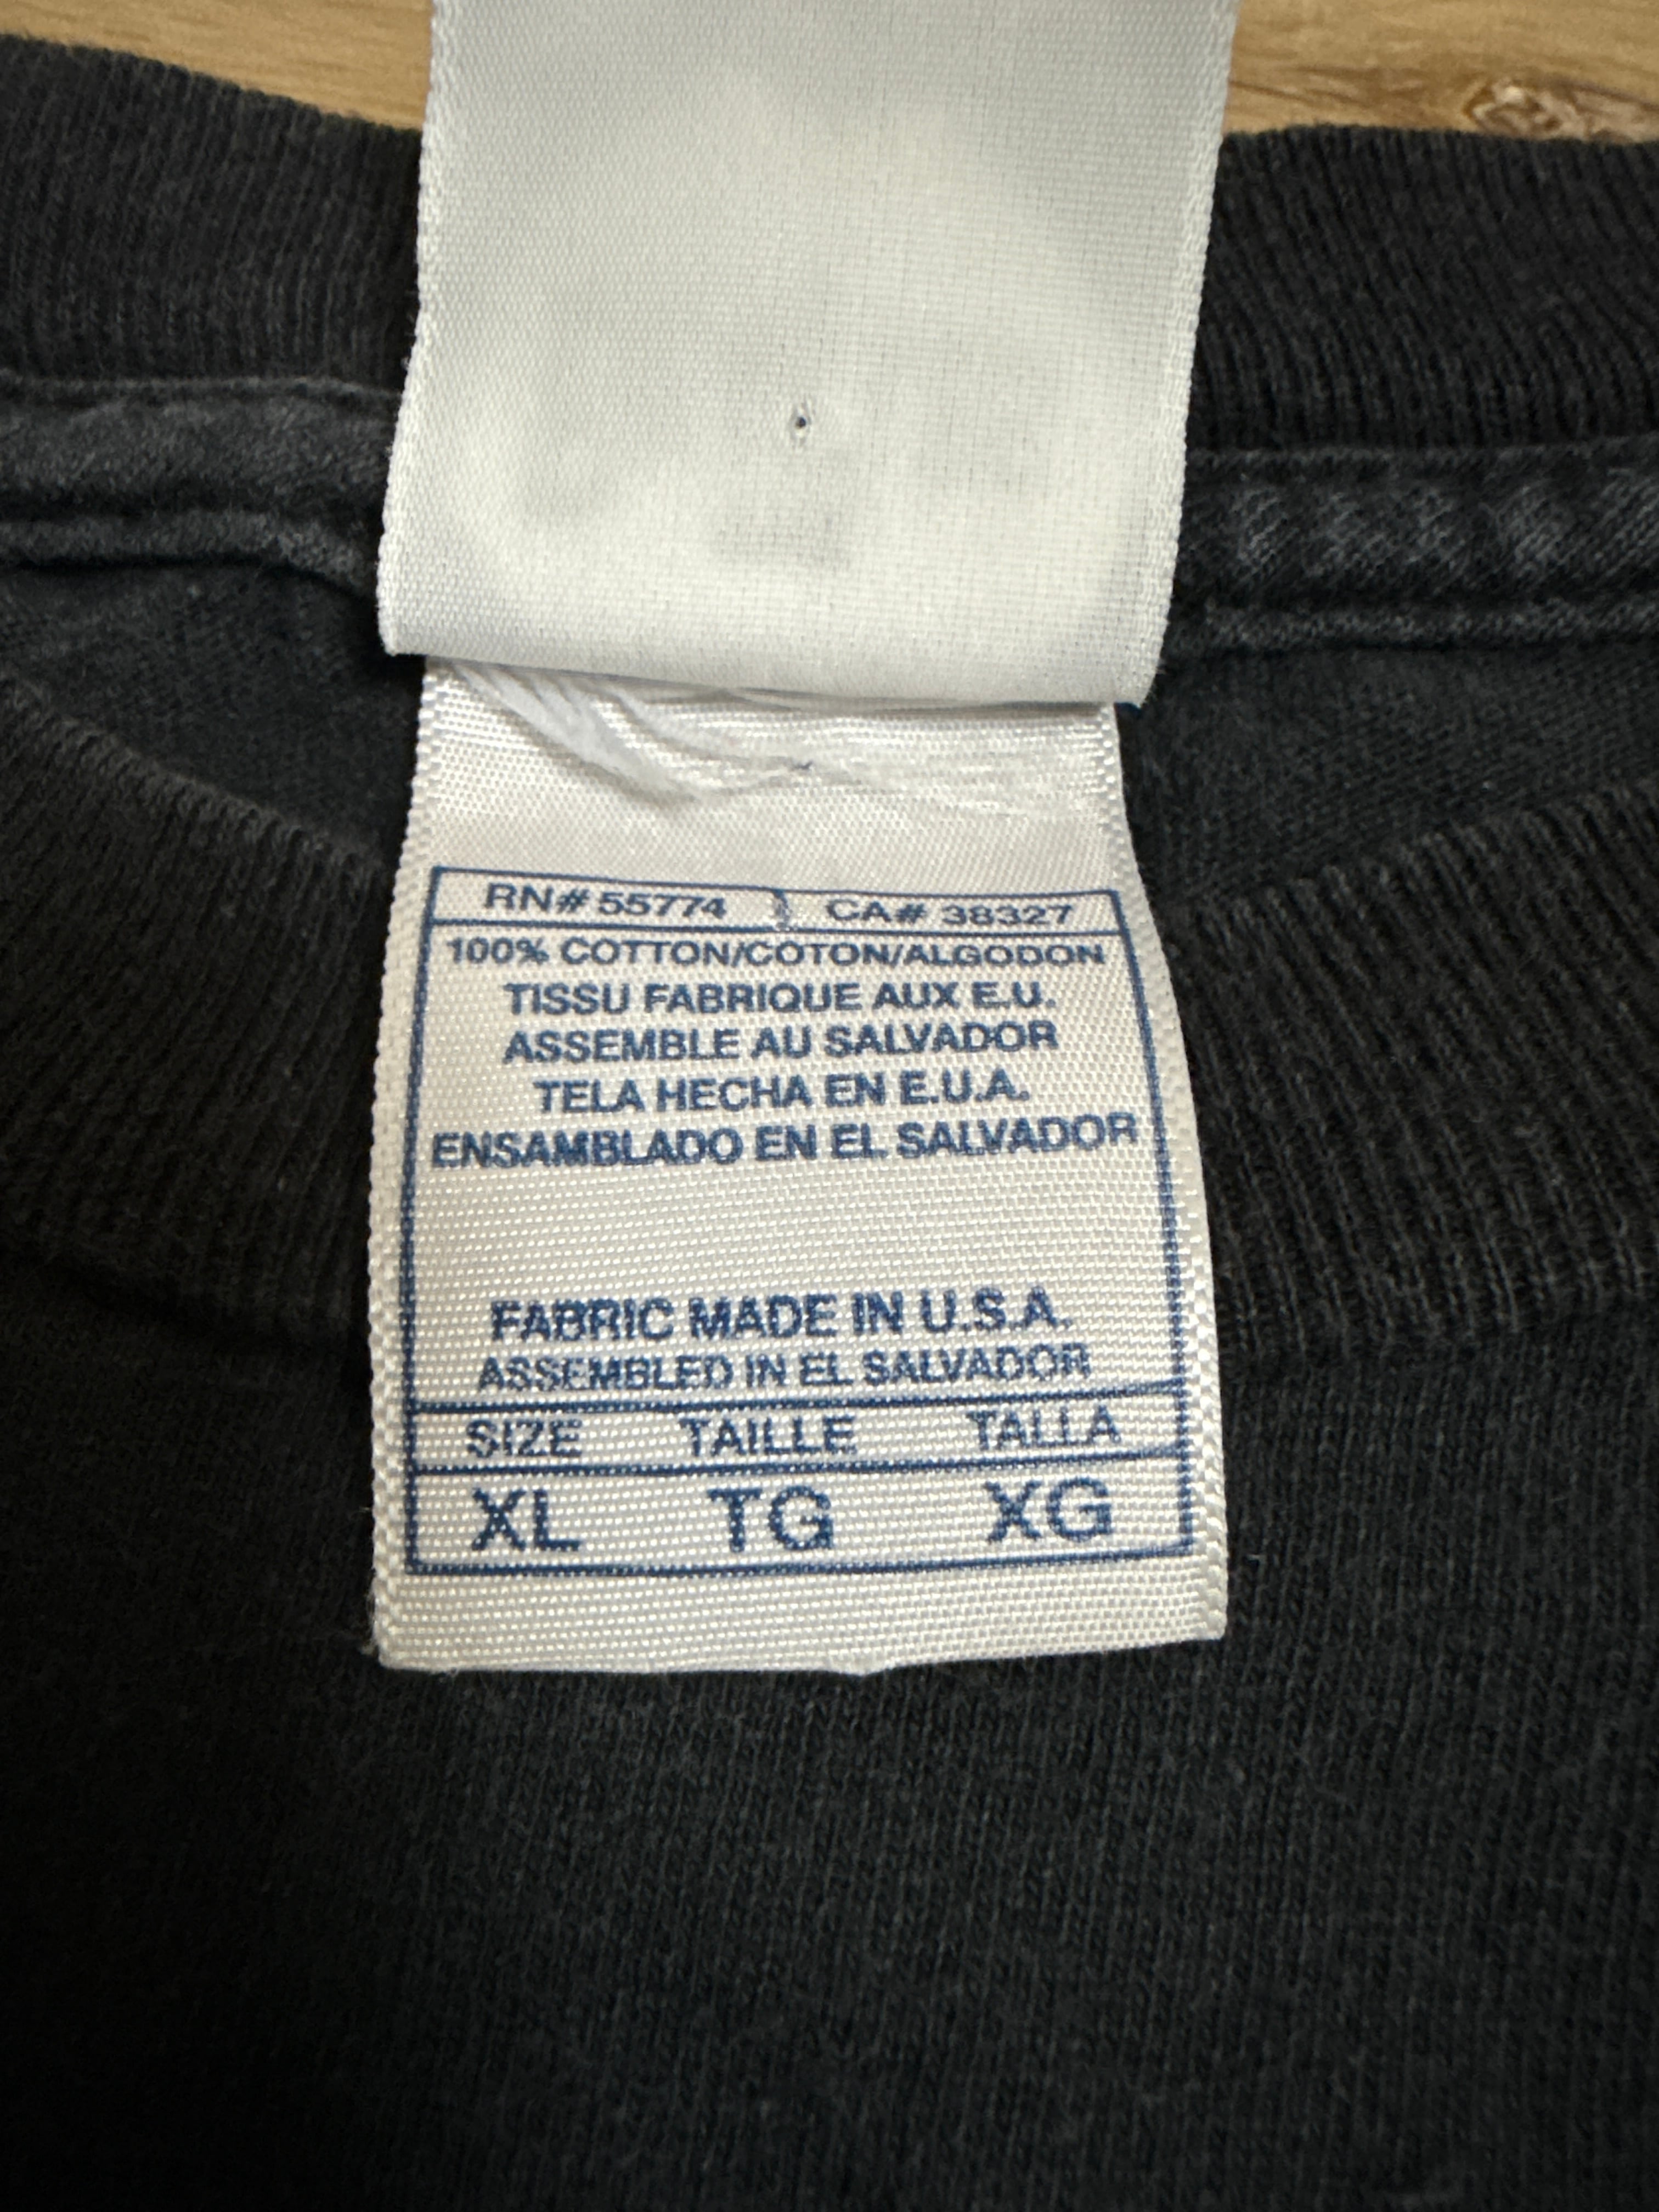 RN# 55774 CA# 38327
100% COTTON/COTON/ALGODON
TISSU FABRIQUE AUX E.U.
ASSEMBLE AU SALVADOR
TELA HECHA EN E.U.A.
ENSAMBLADO EN EL SALVADOR
FABRIC MADE IN U.S.A.
ASSEMBLED IN EL SALVADOR
SIZE TAILLE TALLA
XL TG XG